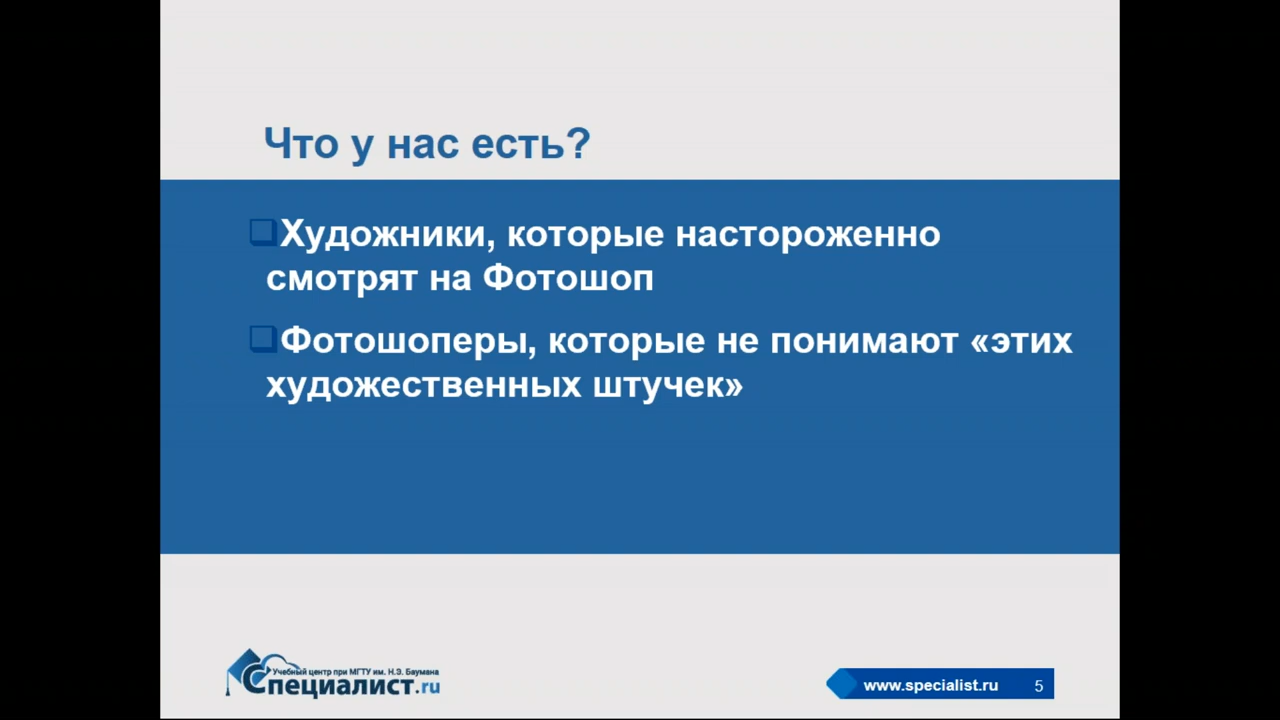 Что у нас есть?
Художники, которые настороженно
смотрят на Фотошоп
Фотошоперы, которые не понимают «этих
художественных штучек»
Учебный центр при МГТУ им. Н.Э. Баумана
Специалист.ru
www.specialist.ru 5